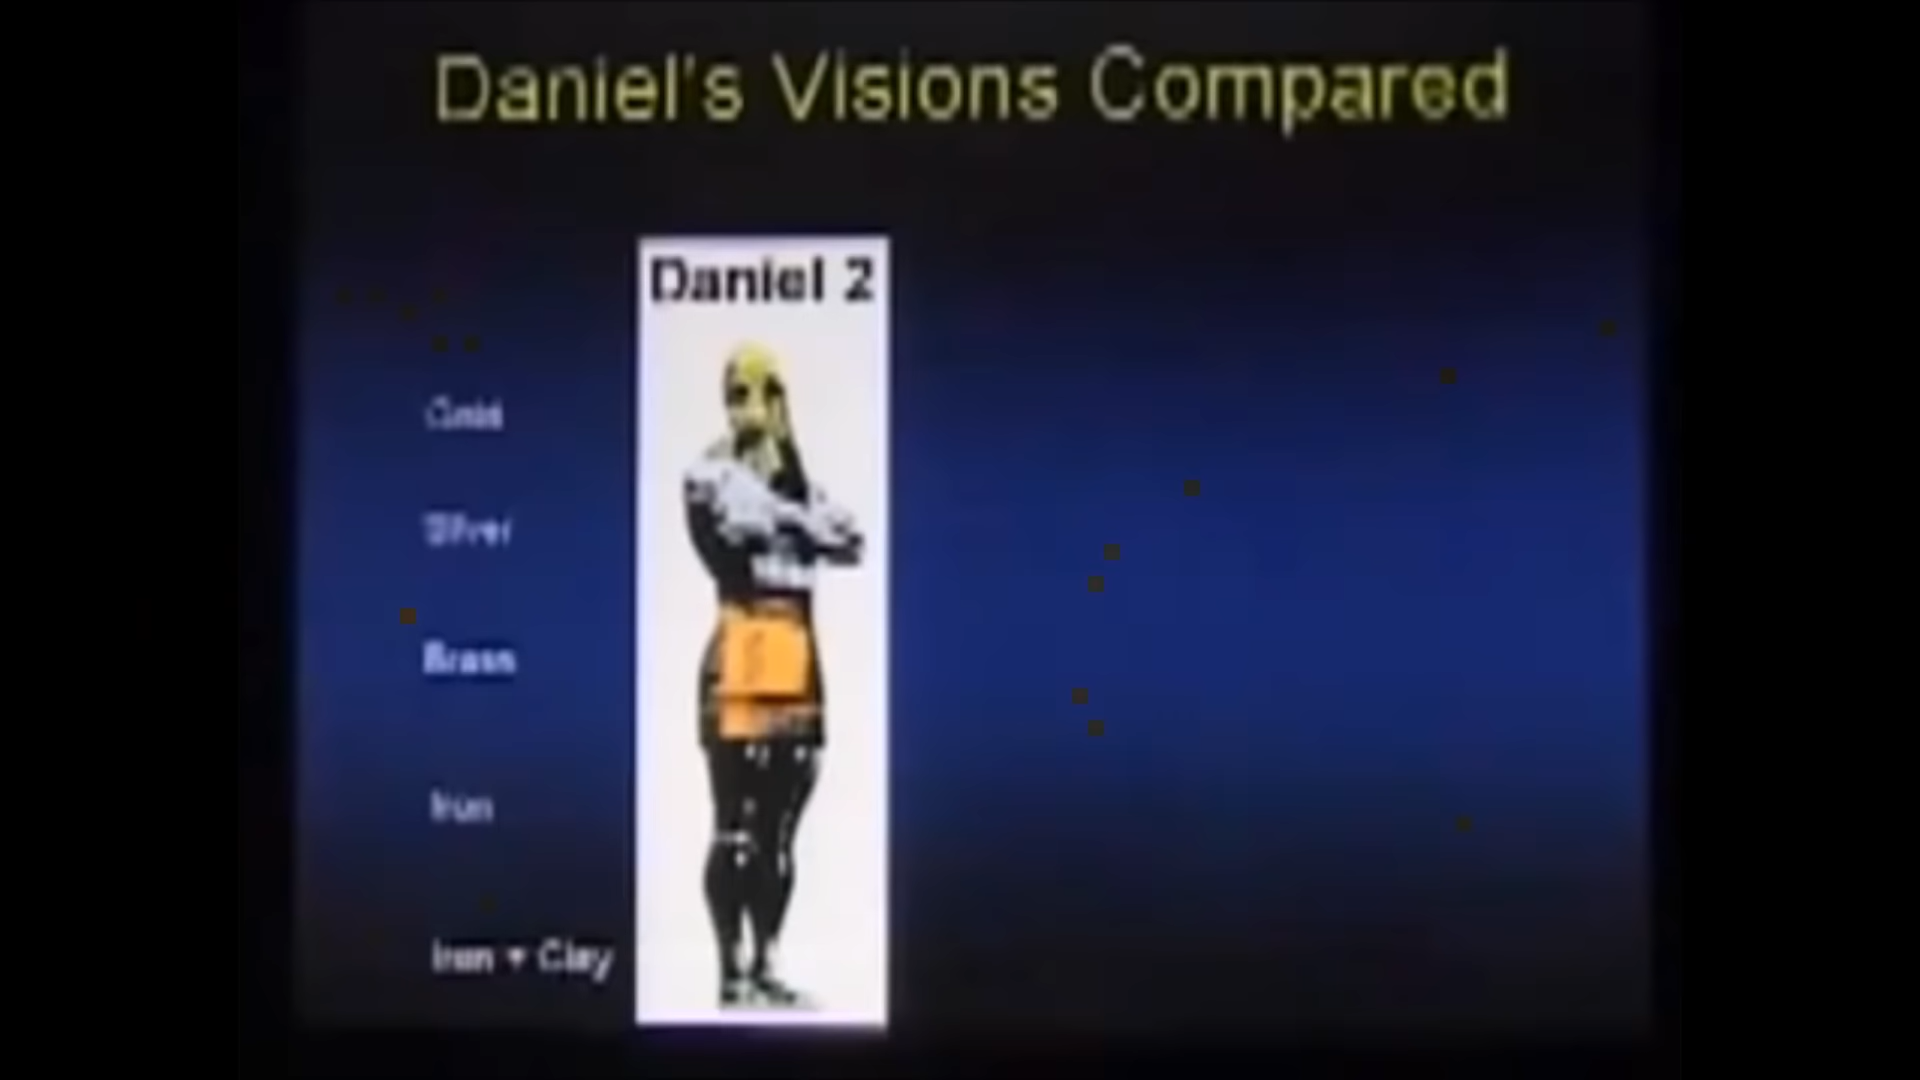 Daniel's Visions Compared
Daniel 2
Gold
Silver
Brass
Iron
Iron + Clay